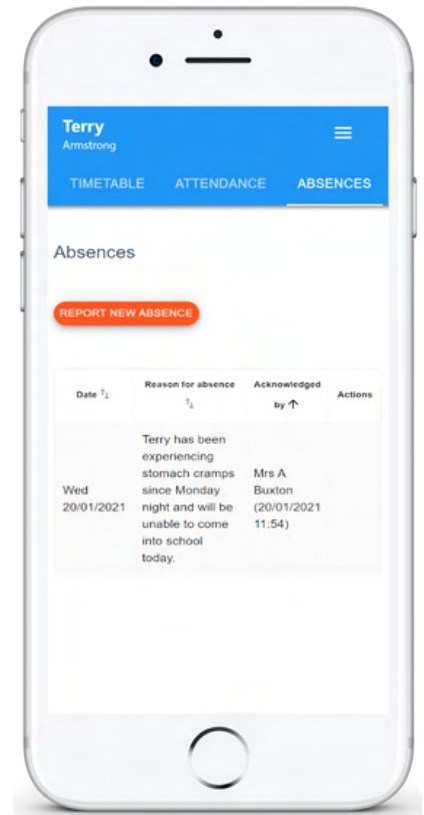 Terry
Armstrong
TIMETABLE ATTENDANCE ABSENCES
Absences
REPORT NEW ABSENCE
Date Reason for absence Acknowledged by Actions
Wed
20/01/2021
Terry has been
experiencing
stomach cramps
since Monday
night and will be
unable to come
into school
today.
Mrs A
Buxton
(20/01/2021
11:54)